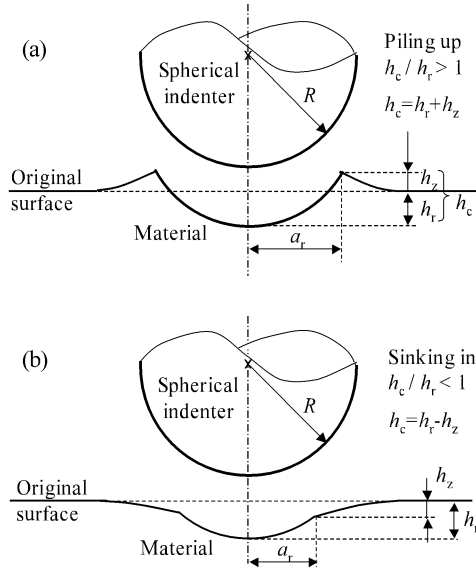 (a)
Piling up
h_c / h_r > 1
h_c=h_r+h_z
Spherical
indenter
R
x
Original
surface
h_z
h_r
h_c
Material
a_r
(b)
Sinking in
h_c / h_r < 1
h_c=h_r-h_z
Spherical
indenter
R
x
h_z
Original
surface
Material
a_r